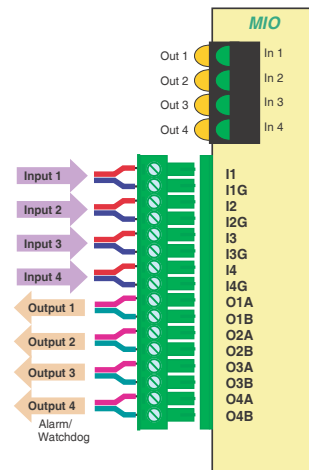 MIO
Out 1 In 1
Out 2 In 2
Out 3 In 3
Out 4 In 4
Input 1
Input 2
Input 3
Input 4
Output 1
Output 2
Output 3
Output 4
Alarm/
Watchdog
I1
I1G
I2
I2G
I3
I3G
I4
I4G
O1A
O1B
O2A
O2B
O3A
O3B
O4A
O4B